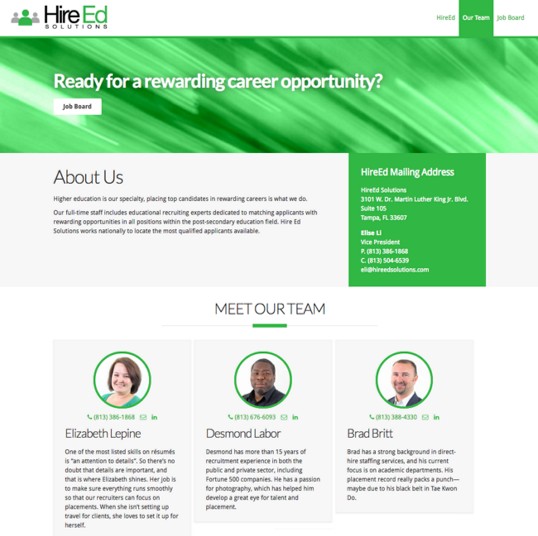 Hire Ed
SOLUTIONS
HireEd
Our Team
Job Board
Ready for a rewarding career opportunity?
Job Board
About Us
Higher education is our specialty, placing top candidates in rewarding careers is what we do.
Our full-time staff includes educational recruiting experts dedicated to matching applicants with
rewarding opportunities in all positions within the post-secondary education field. Hire Ed
Solutions works nationally to locate the most qualified applicants available.
HireEd Mailing Address
HireEd Solutions
3101 W. Dr. Martin Luther King Jr. Blvd.
Suite 105
Tampa, FL 33607
Elise Li
Vice President
P. (813) 386-1868
C. (813) 504-6539
eli@hireedsolutions.com
MEET OUR TEAM
(813) 386-1868 in
Elizabeth Lepine
One of the most listed skills on résumés
is "an attention to details". So there's no
doubt that details are important, and
that is where Elizabeth shines. Her job is
to make sure everything runs smoothly
so that our recruiters can focus on
placements. When she isn't setting up
travel for clients, she loves to set it up for
herself.
(813) 676-6093 in
Desmond Labor
Desmond has more than 15 years of
recruitment experience in both the
public and private sector, including
Fortune 500 companies. He has a passion
for photography, which has helped him
develop a great eye for talent and
placement.
(813) 388-4330 in
Brad Britt
Brad has a strong background in direct-
hire staffing services, and his current
focus is on academic departments. His
placement record really packs a punch—
maybe due to his black belt in Tae Kwon
Do.